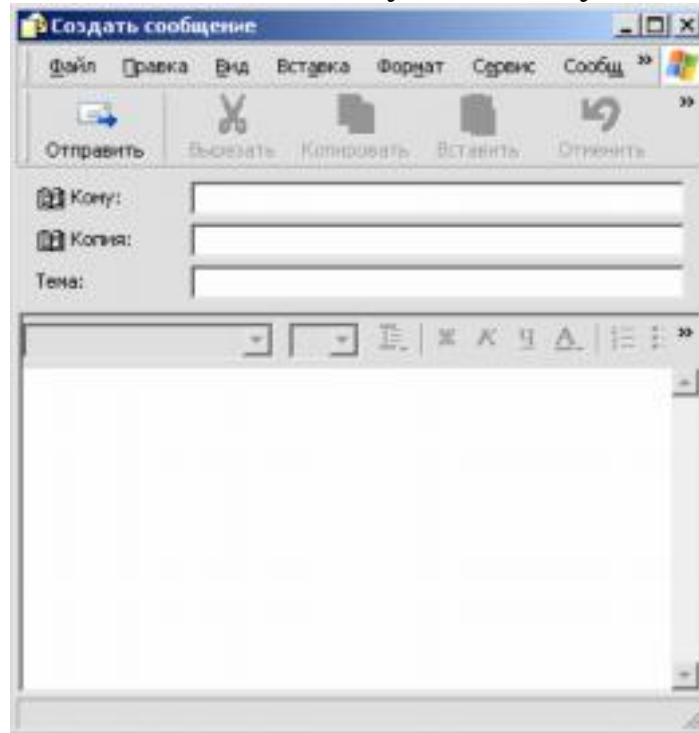 Создать сообщение
Файл Правка Вид Вставка Формат Сервис Сообщ »
Отправить Вырезать Копировать Вставить Отменить »
Кому:
Копия:
Тема:
Ж К Ч А »